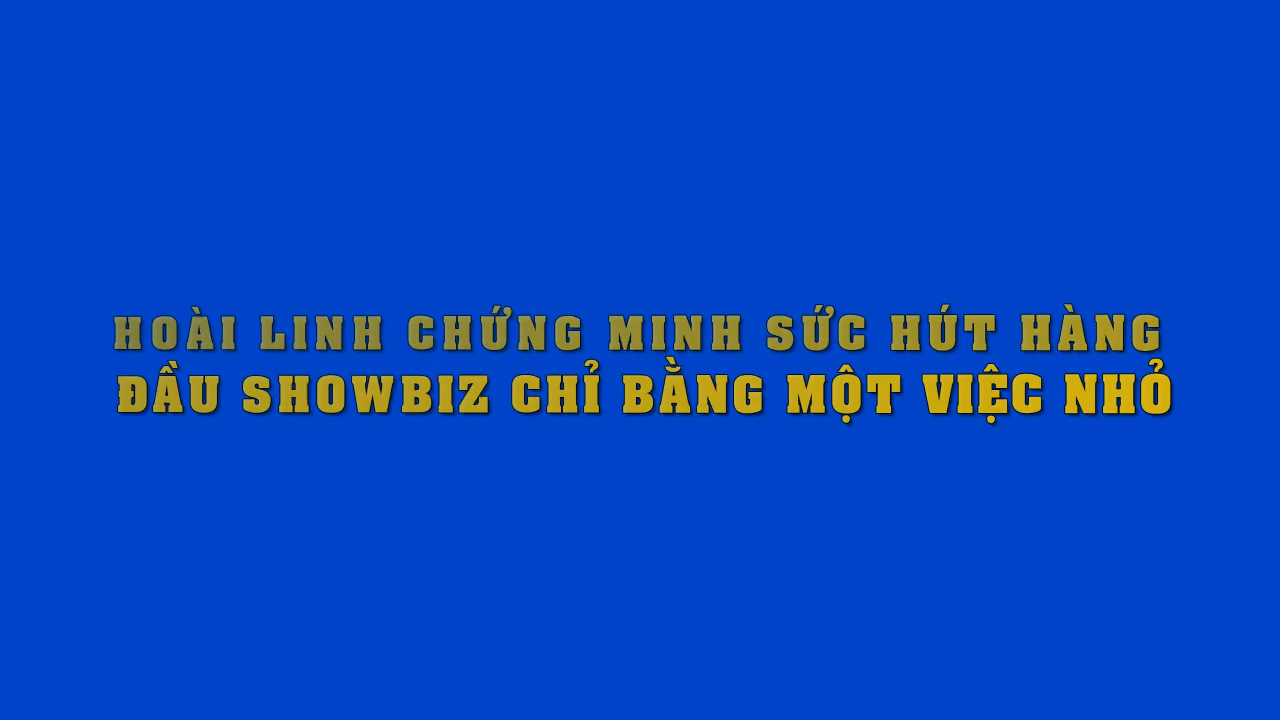 HOÀI LINH CHỨNG MINH SỨC HÚT HÀNG
ĐẦU SHOWBIZ CHỈ BẰNG MỘT VIỆC NHỎ